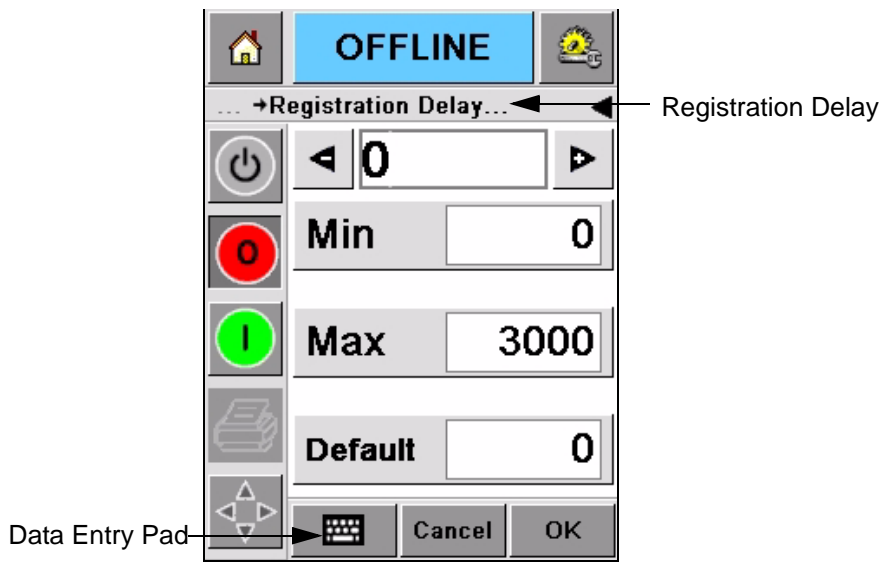 OFFLINE
... →Registration Delay...
Registration Delay
0
Min 0
O
I
Max 3000
Default 0
Data Entry Pad
Cancel OK